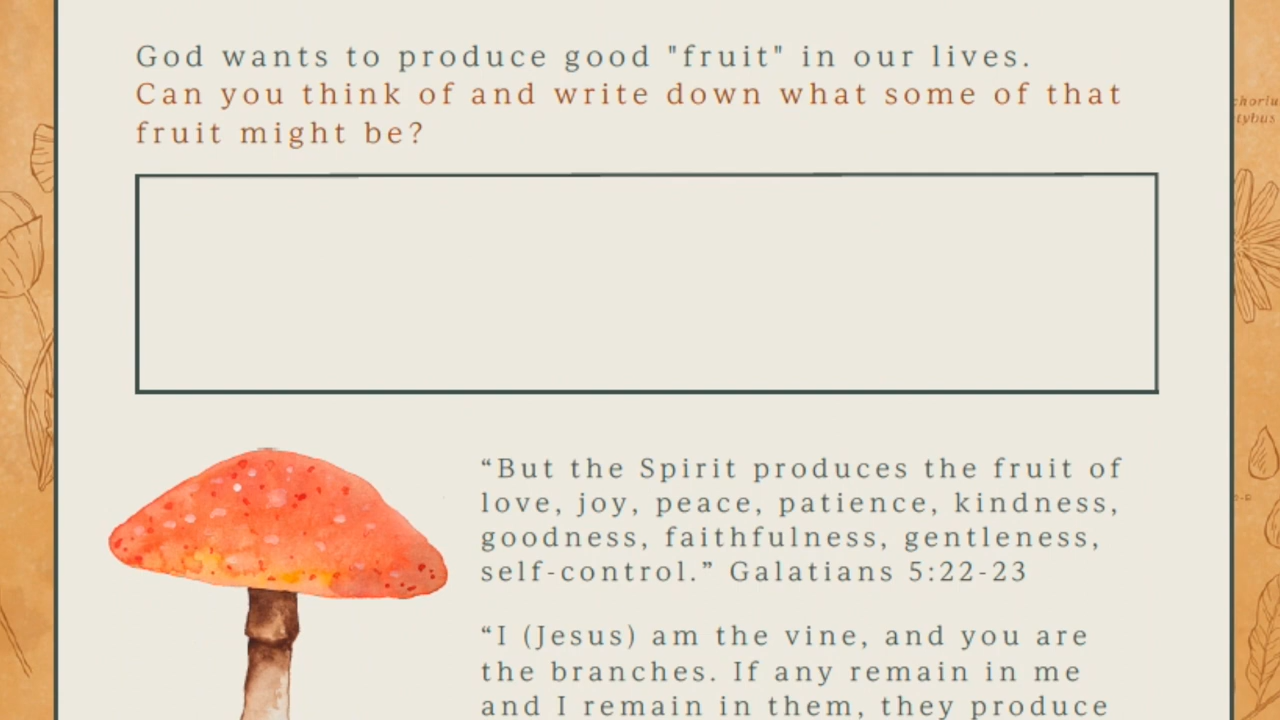 God wants to produce good "fruit" in our lives.
Can you think of and write down what some of that
fruit might be?
“But the Spirit produces the fruit of
love, joy, peace, patience, kindness,
goodness, faithfulness, gentleness,
self-control.” Galatians 5:22-23
“I (Jesus) am the vine, and you are
the branches. If any remain in me
and I remain in them, they produce